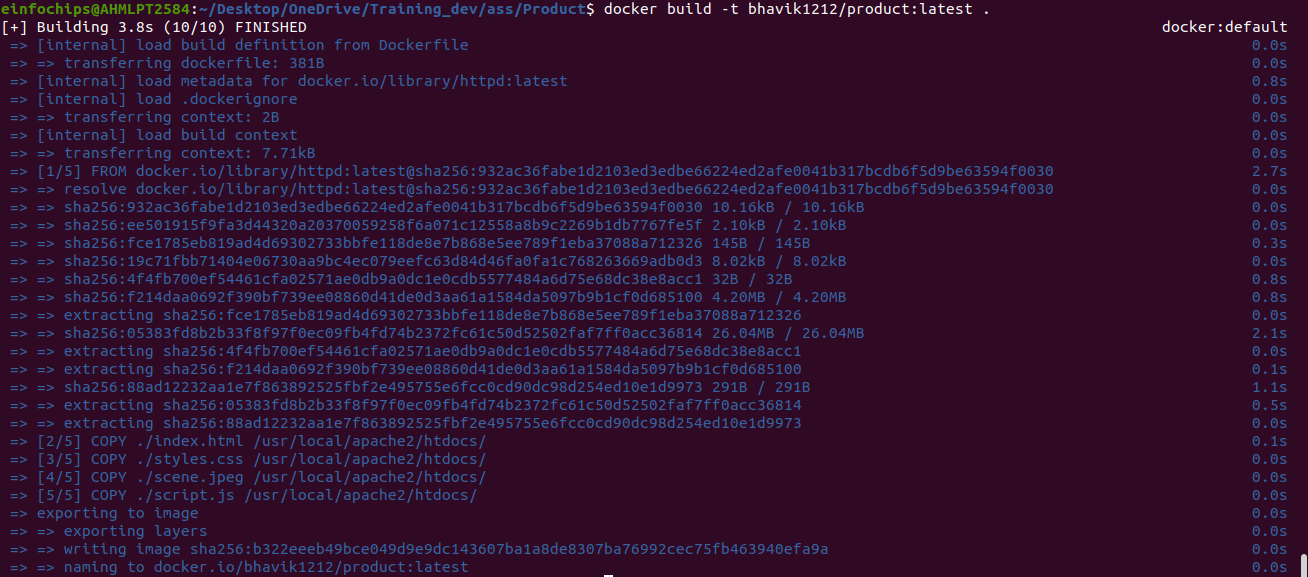 einfochips@AHMLPT2584:~/Desktop/OneDrive/Training_dev/ass/Product$ docker build -t bhavik1212/product:latest .
[+] Building 3.8s (10/10) FINISHED docker:default
=> [internal] load build definition from Dockerfile 0.0s
=> => transferring dockerfile: 381B 0.0s
=> [internal] load metadata for docker.io/library/httpd:latest 0.8s
=> [internal] load .dockerignore 0.0s
=> => transferring context: 2B 0.0s
=> [internal] load build context 0.0s
=> => transferring context: 7.71kB 0.0s
=> [1/5] FROM docker.io/library/httpd:latest@sha256:932ac36fabe1d2103ed3edbe66224ed2afe0041b317bcdb6f5d9be63594f0030 2.7s
=> => resolve docker.io/library/httpd:latest@sha256:932ac36fabe1d2103ed3edbe66224ed2afe0041b317bcdb6f5d9be63594f0030 0.0s
=> => sha256:932ac36fabe1d2103ed3edbe66224ed2afe0041b317bcdb6f5d9be63594f0030 10.16kB / 10.16kB 0.0s
=> => sha256:ee501915f9fa3d44320a20370059258f6a071c12558a8b9c2269b1db7767fe5f 2.10kB / 2.10kB 0.0s
=> => sha256:fce1785eb819ad4d69302733bbfe118de8e7b868e5ee789f1eba37088a712326 145B / 145B 0.3s
=> => sha256:19c71fbb71404e06730aa9bc4ec079eefc63d84d46fa0fa1c768263669adb0d3 8.02kB / 8.02kB 0.0s
=> => sha256:4f4fb700ef54461cfa02571ae0db9a0dc1e0cdb5577484a6d75e68dc38e8acc1 32B / 32B 0.8s
=> => sha256:f214daa0692f390bf739ee08860d41de0d3aa61a1584da5097b9b1cf0d685100 4.20MB / 4.20MB 0.8s
=> => extracting sha256:fce1785eb819ad4d69302733bbfe118de8e7b868e5ee789f1eba37088a712326 0.0s
=> => sha256:05383fd8b2b33f8f97f0ec09fb4fd74b2372fc61c50d52502faf7ff0acc36814 26.04MB / 26.04MB 2.1s
=> => extracting sha256:4f4fb700ef54461cfa02571ae0db9a0dc1e0cdb5577484a6d75e68dc38e8acc1 0.0s
=> => extracting sha256:f214daa0692f390bf739ee08860d41de0d3aa61a1584da5097b9b1cf0d685100 0.1s
=> => sha256:88ad12232aa1e7f863892525fbf2e495755e6fcc0cd90dc98d254ed10e1d9973 291B / 291B 1.1s
=> => extracting sha256:05383fd8b2b33f8f97f0ec09fb4fd74b2372fc61c50d52502faf7ff0acc36814 0.5s
=> => extracting sha256:88ad12232aa1e7f863892525fbf2e495755e6fcc0cd90dc98d254ed10e1d9973 0.0s
=> [2/5] COPY ./index.html /usr/local/apache2/htdocs/ 0.1s
=> [3/5] COPY ./styles.css /usr/local/apache2/htdocs/ 0.0s
=> [4/5] COPY ./scene.jpeg /usr/local/apache2/htdocs/ 0.0s
=> [5/5] COPY ./script.js /usr/local/apache2/htdocs/ 0.0s
=> exporting to image 0.0s
=> => exporting layers 0.0s
=> => writing image sha256:b322eeeb49bce049d9e9dc143607ba1a8de8307ba76992cec75fb463940efa9a 0.0s
=> => naming to docker.io/bhavik1212/product:latest 0.0s